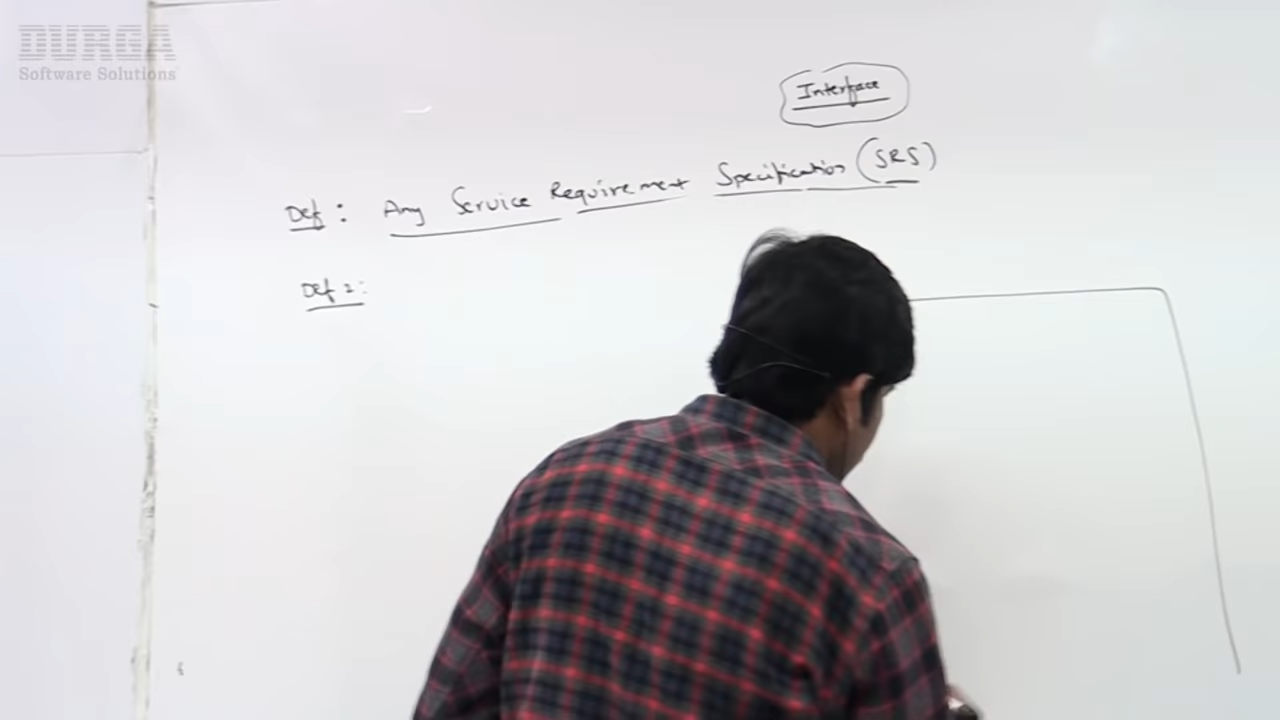 DURGA
Software Solutions
Interface
Def : Any Service Requirement Specification (SRS)
Def 2: